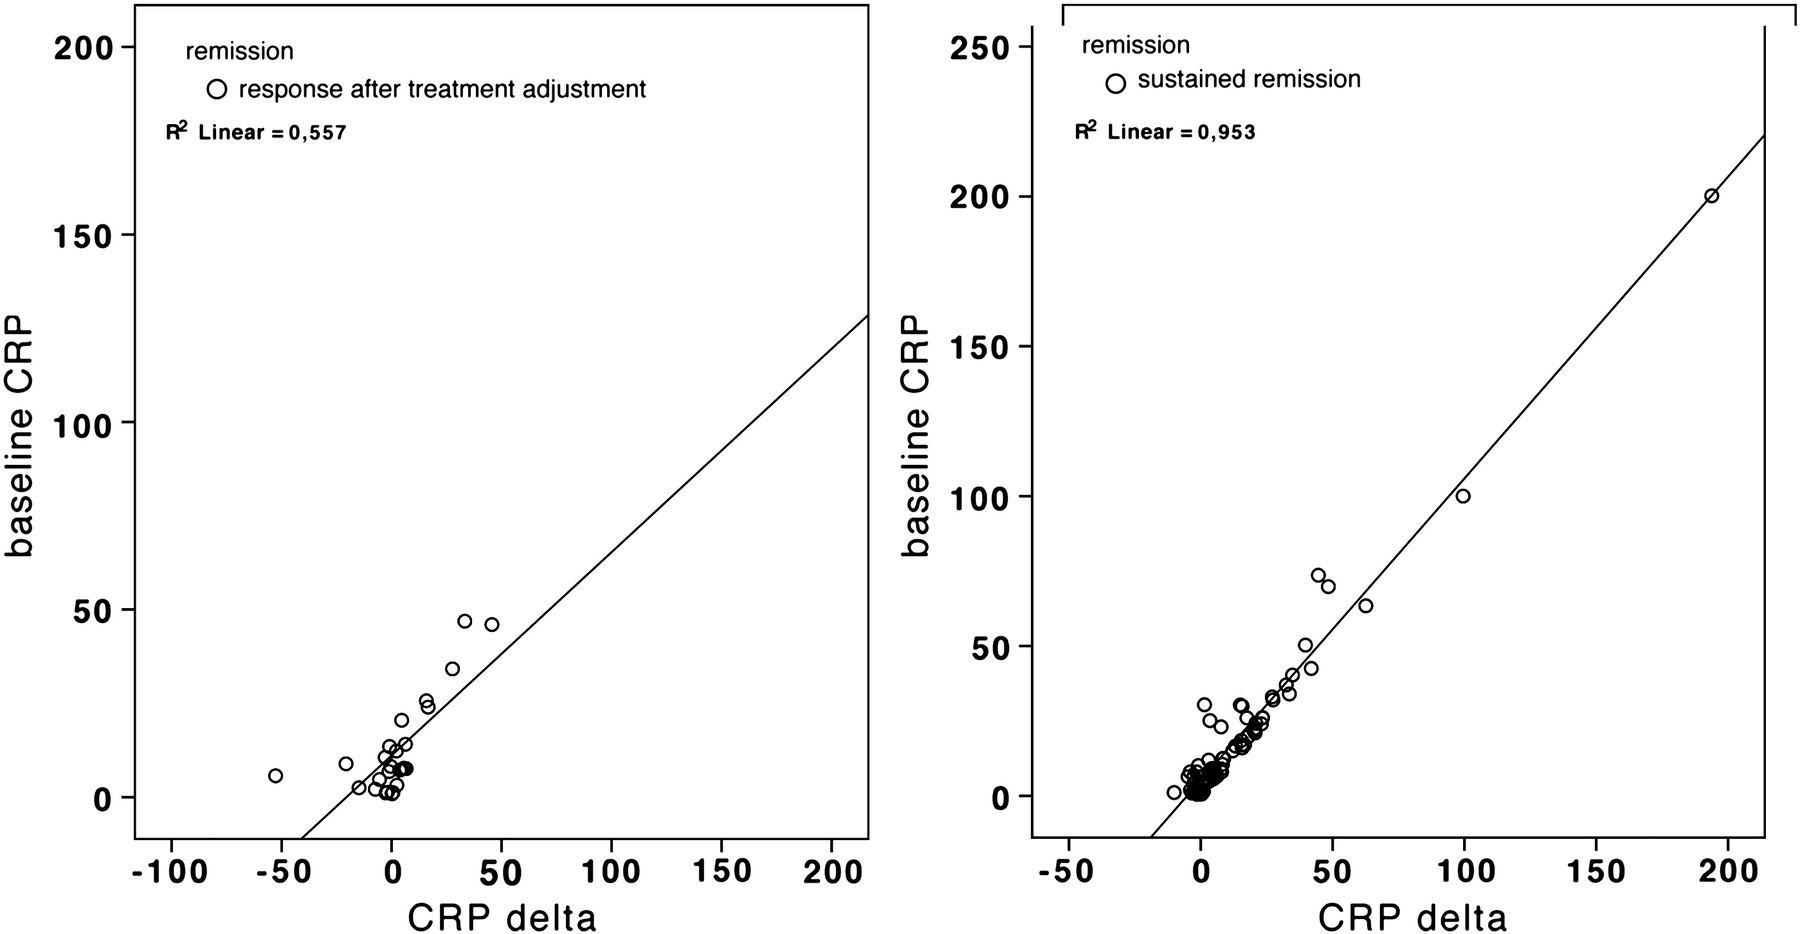 remission
response after treatment adjustment
R² Linear = 0,557
200
150
100
50
0
baseline CRP
-100 -50 0 50 100 150 200
CRP delta
remission
sustained remission
R² Linear = 0,953
250
200
150
100
50
0
baseline CRP
-50 0 50 100 150 200
CRP delta